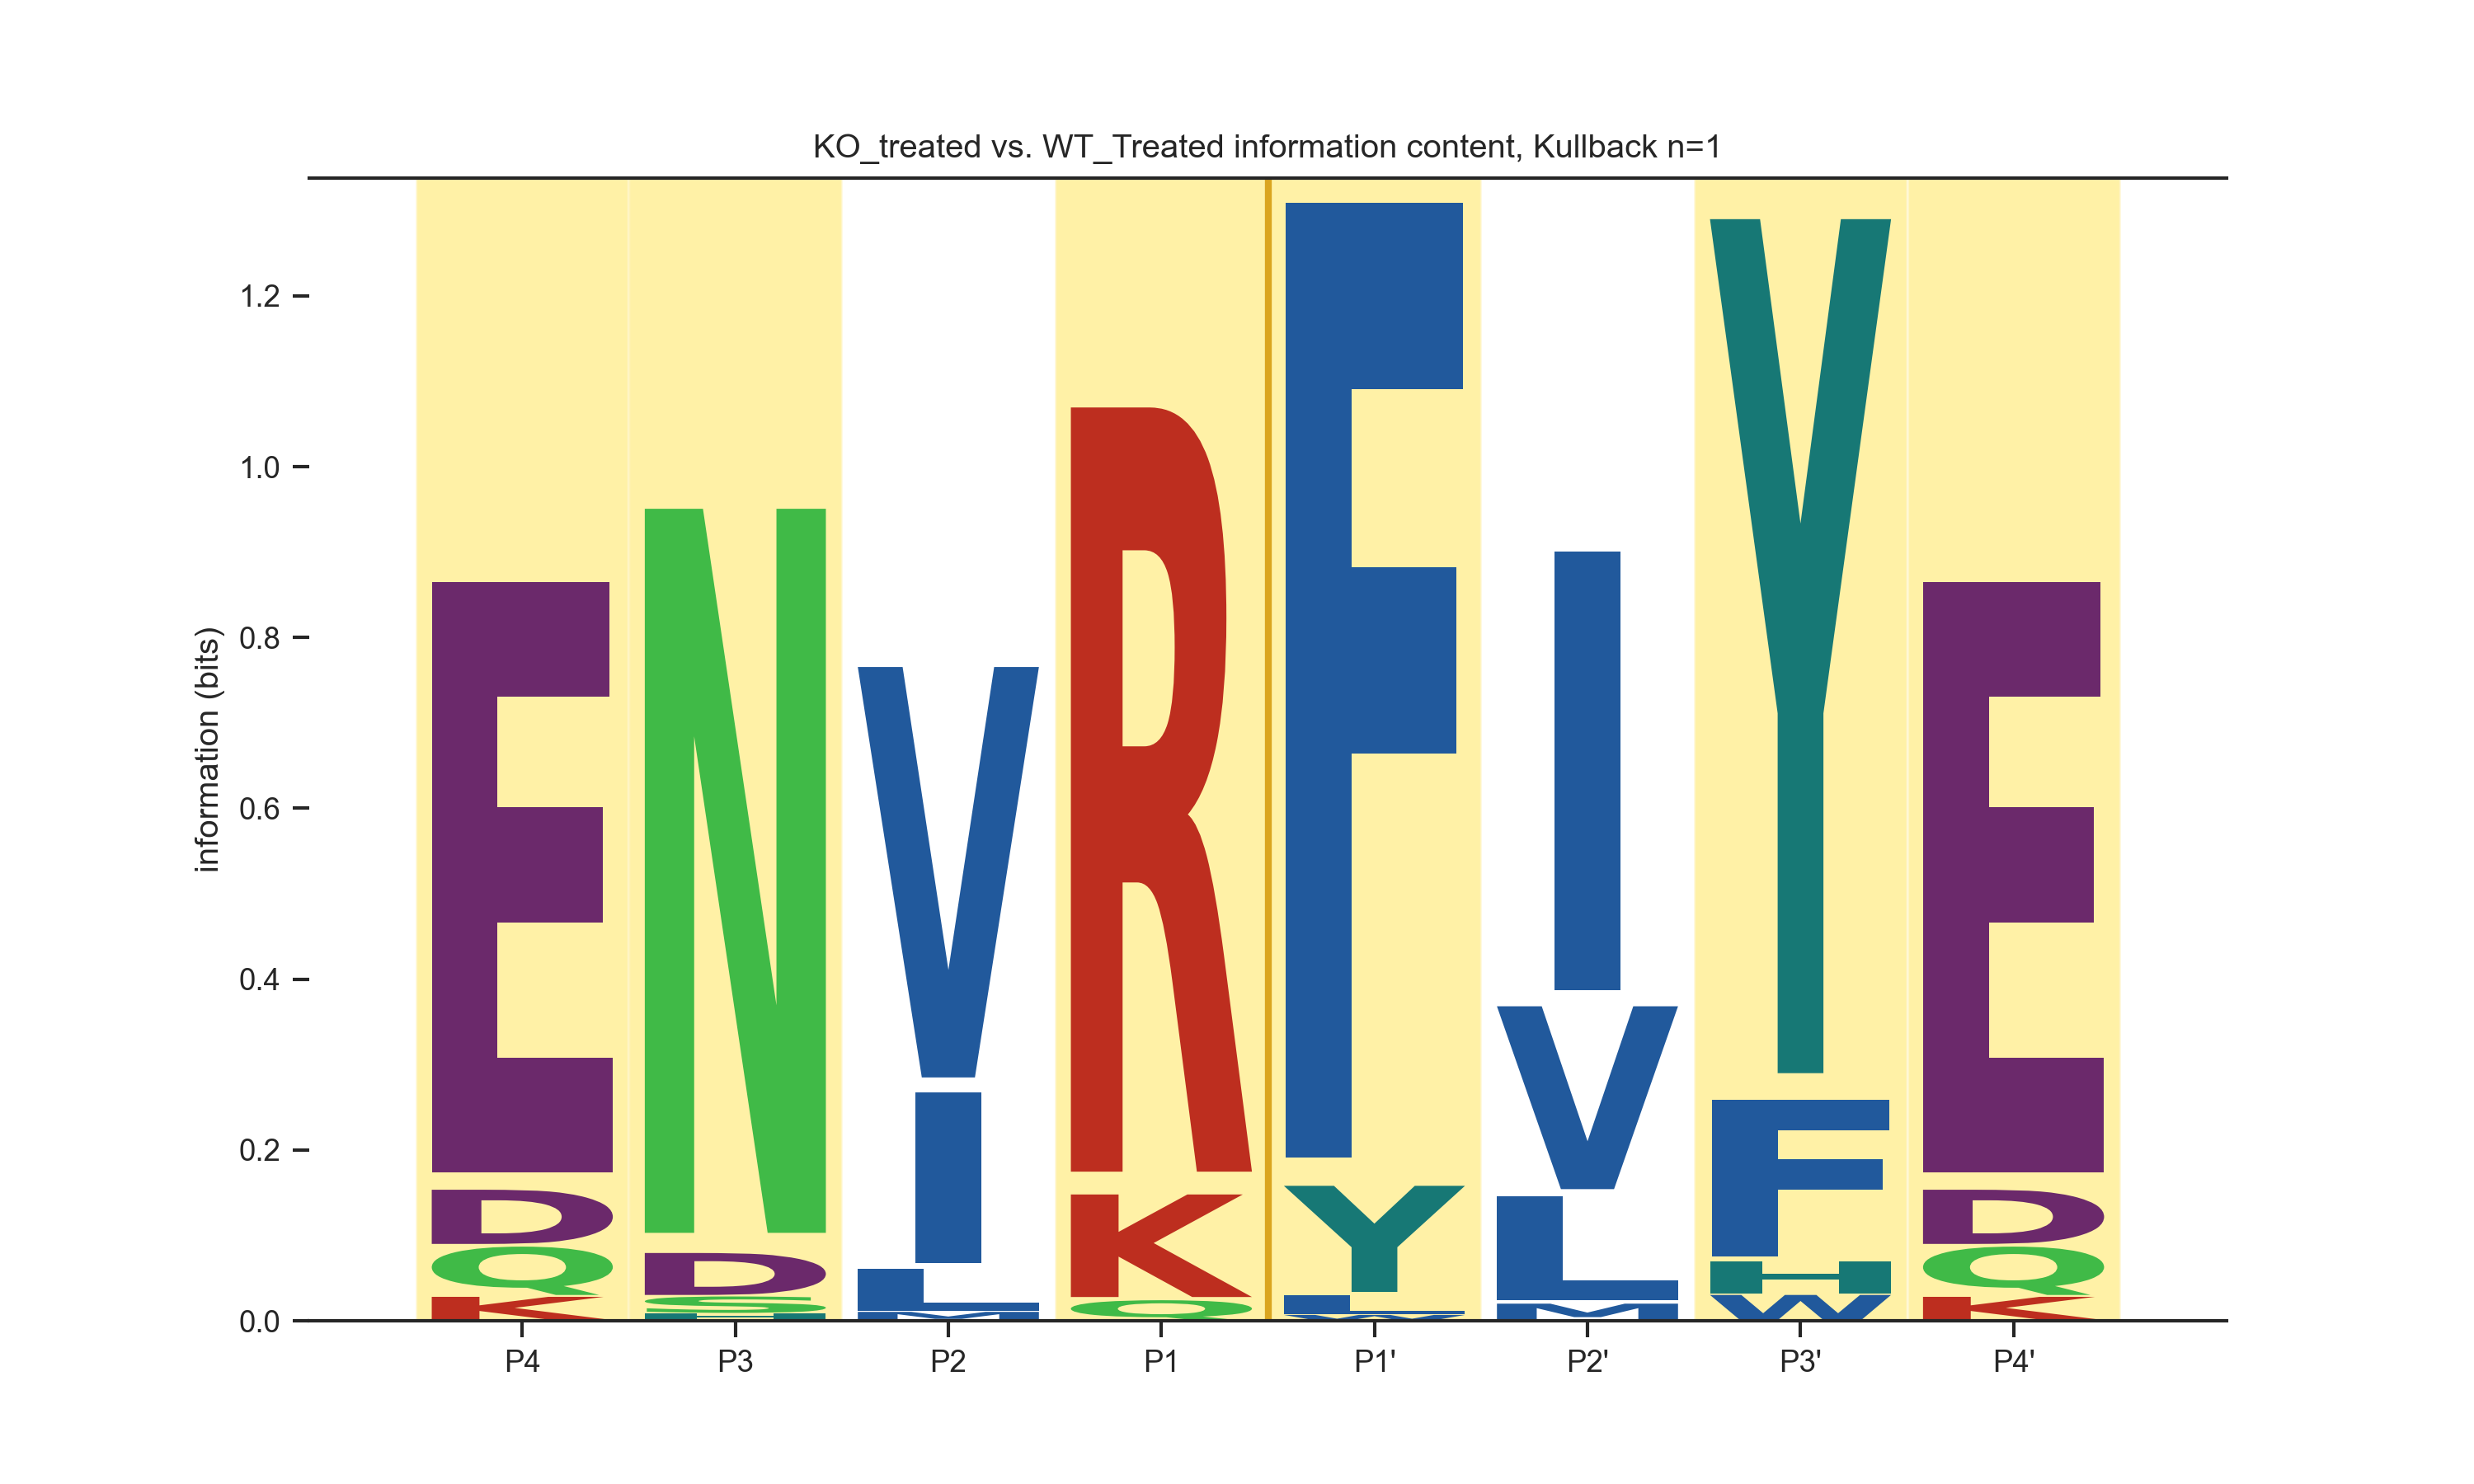 KO_treated vs. WT_Treated information content, Kullback n=1
information (bits)
1.2
1.0
0.8
0.6
0.4
0.2
0.0
E N V R F I Y E
D D I K Y V F D
Q S L Q L L H Q
K H M M M W K
P4 P3 P2 P1 P1' P2' P3' P4'